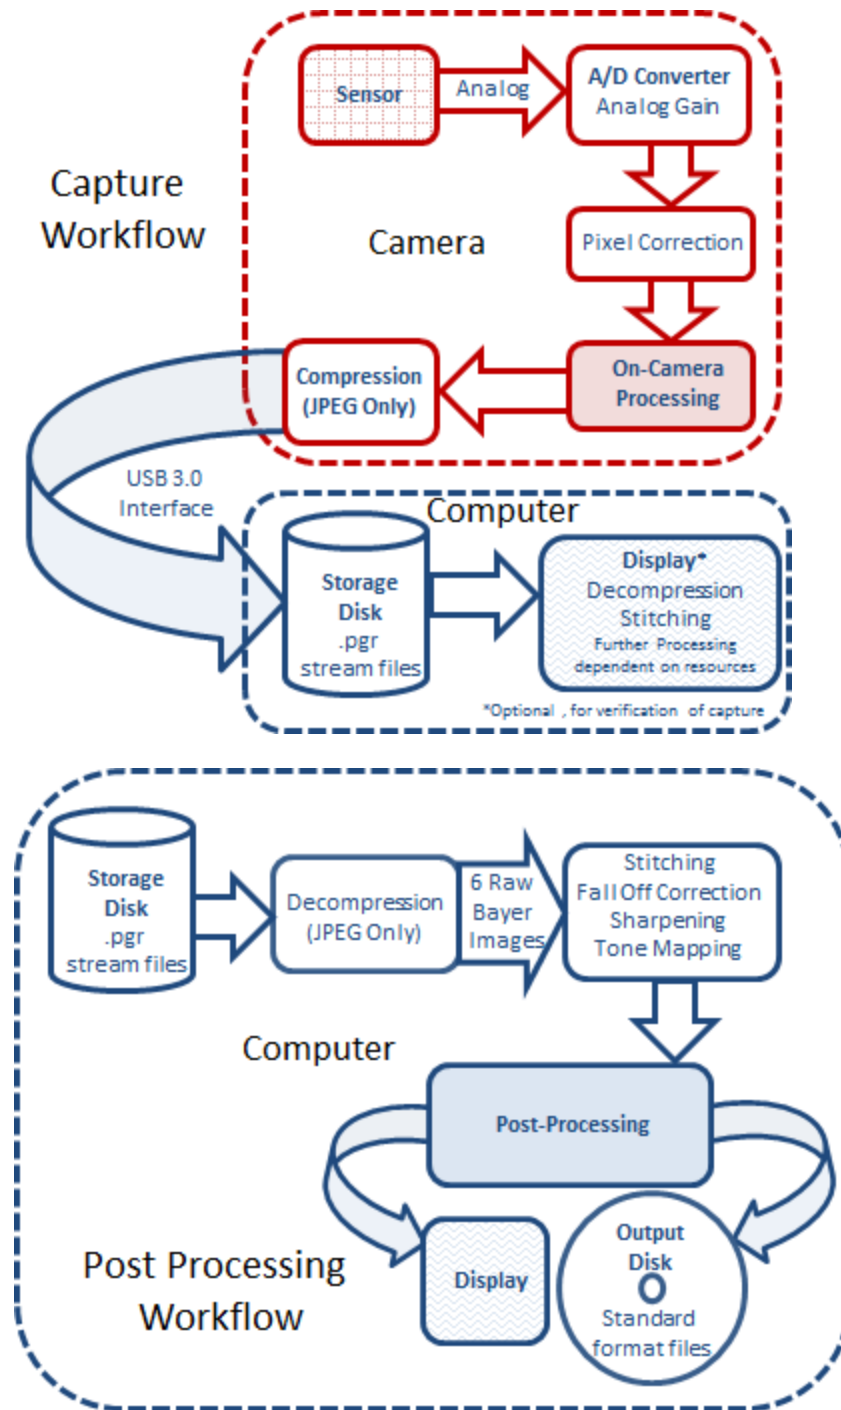 Capture
Workflow
Camera
Sensor
Analog
A/D Converter
Analog Gain
Pixel Correction
On-Camera
Processing
Compression
(JPEG Only)
USB 3.0
Interface
Computer
Storage
Disk
.pgr
stream files
Display*
Decompression
Stitching
Further Processing
dependent on resources
*Optional , for verification of capture
Storage
Disk
.pgr
stream files
Decompression
(JPEG Only)
6 Raw
Bayer
Images
Stitching
Fall Off Correction
Sharpening
Tone Mapping
Computer
Post-Processing
Post Processing
Workflow
Display
Output
Disk
Standard
format files